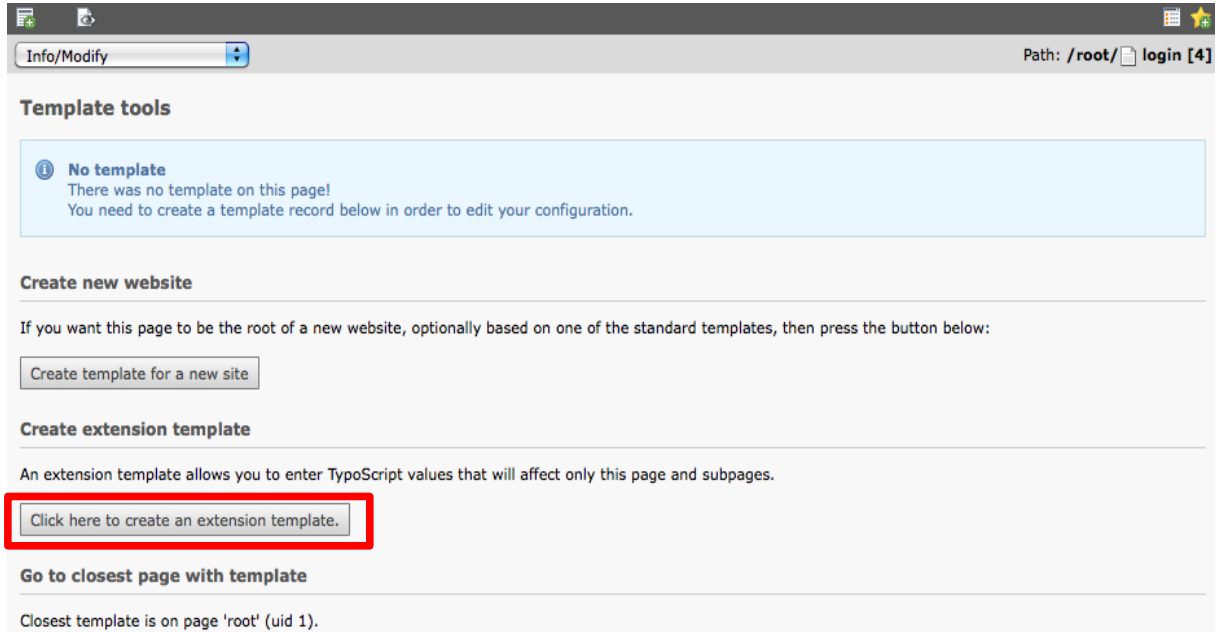 Info/Modify
Path: /root/ login [4]
Template tools
No template
There was no template on this page!
You need to create a template record below in order to edit your configuration.
Create new website
If you want this page to be the root of a new website, optionally based on one of the standard templates, then press the button below:
Create template for a new site
Create extension template
An extension template allows you to enter TypoScript values that will affect only this page and subpages.
Click here to create an extension template.
Go to closest page with template
Closest template is on page 'root' (uid 1).